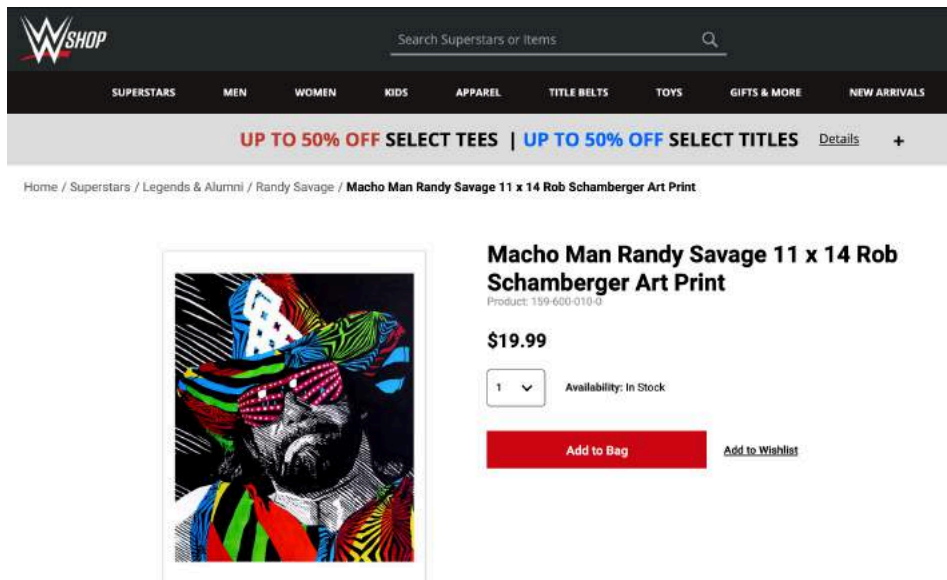 W SHOP
Search Superstars or Items
SUPERSTARS MEN WOMEN KIDS APPAREL TITLE BELTS TOYS GIFTS & MORE NEW ARRIVALS
UP TO 50% OFF SELECT TEES | UP TO 50% OFF SELECT TITLES Details +
Home / Superstars / Legends & Alumni / Randy Savage / Macho Man Randy Savage 11 x 14 Rob Schamberger Art Print
Macho Man Randy Savage 11 x 14 Rob
Schamberger Art Print
Product: 159-600-010-0
$19.99
1 Availability: In Stock
Add to Bag Add to Wishlist